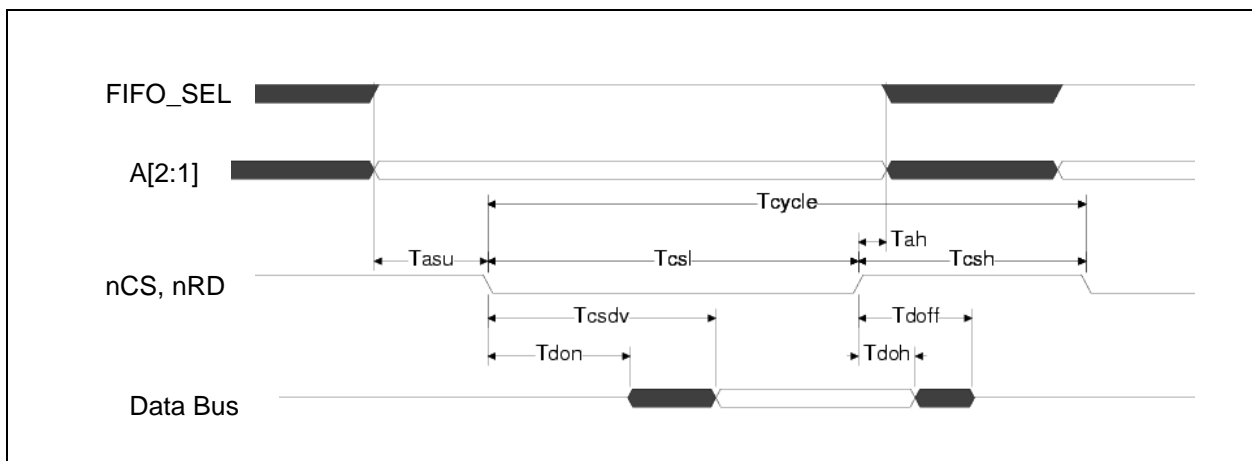 FIFO_SEL
A[2:1]
Tcycle
Tah
Tasu
Tcsl
Tcsh
nCS, nRD
Tcsdv
Tdoff
Tdon
Tdoh
Data Bus